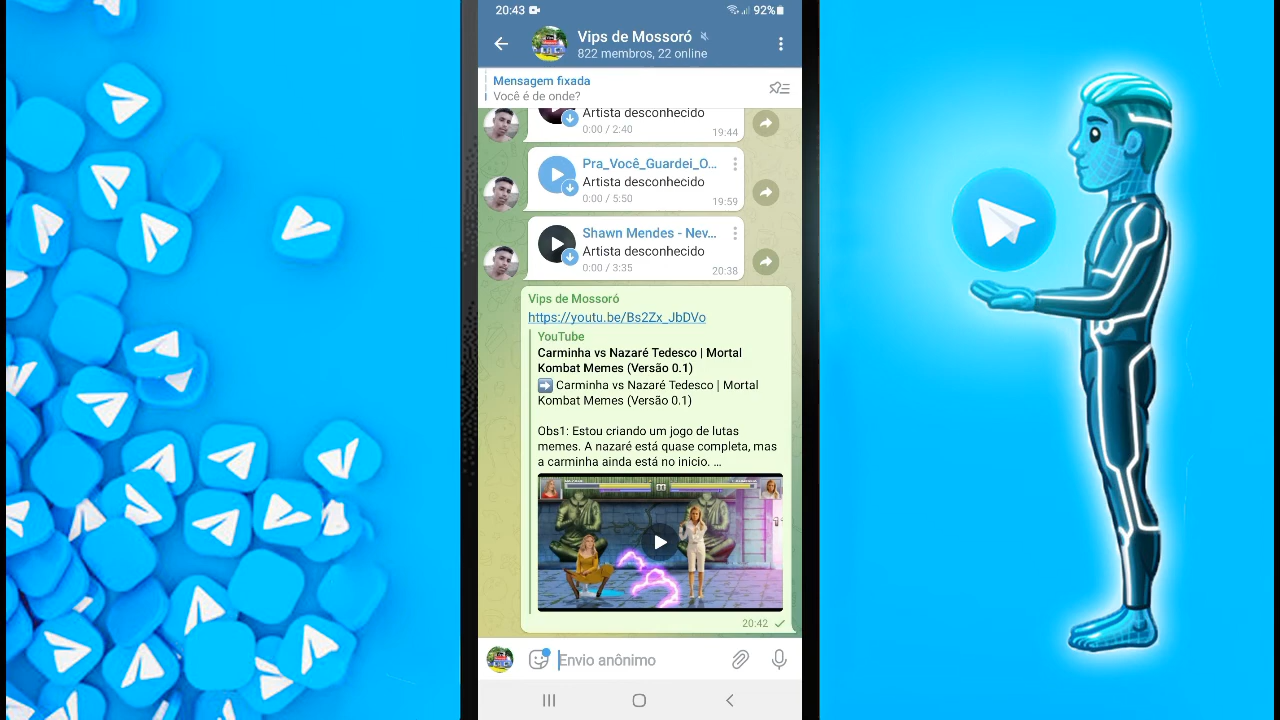 20:43
92%
Vips de Mossoró
822 membros, 22 online
Mensagem fixada
Você é de onde?
Artista desconhecido
0:00 / 2:40
19:44
Pra_Você_Guardei_O...
Artista desconhecido
0:00 / 5:50
19:59
Shawn Mendes - Nev...
Artista desconhecido
0:00 / 3:35
20:38
Vips de Mossoró
https://youtu.be/Bs2Zx_JbDVo
YouTube
Carminha vs Nazaré Tedesco | Mortal
Kombat Memes (Versão 0.1)
➡️ Carminha vs Nazaré Tedesco | Mortal
Kombat Memes (Versão 0.1)
Obs1: Estou criando um jogo de lutas
memes. A nazaré está quase completa, mas
a carminha ainda está no inicio. ...
20:42
Envio anônimo